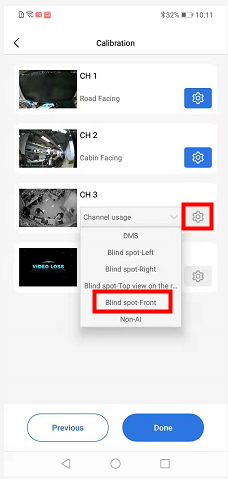 32% 10:11
Calibration
CH 1
Road Facing
CH 2
Cabin Facing
CH 3
Channel usage
DMS
Blind spot-Left
Blind spot-Right
Blind spot-Top view on the r...
Blind spot-Front
Non-AI
VIDEO LOSS
Previous
Done